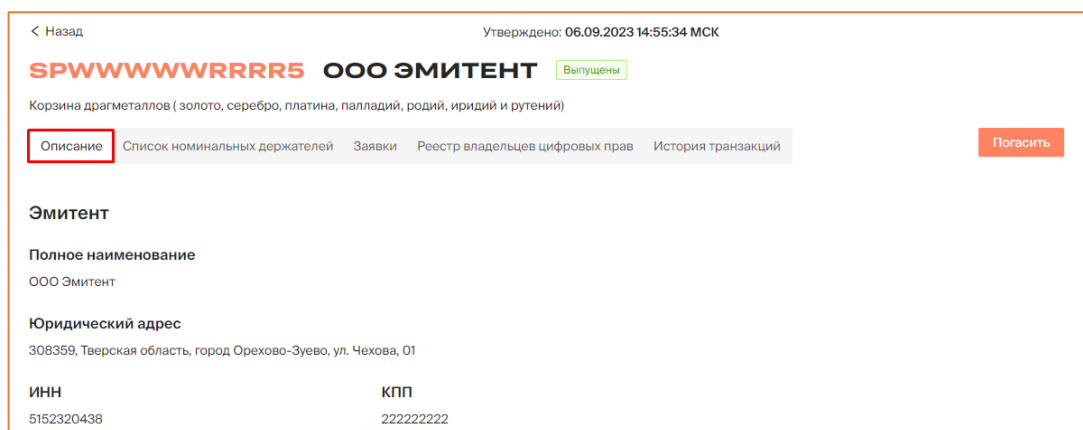 Назад
Утверждено: 06.09.2023 14:55:34 МСК
SPWWWWWRRRR5 ООО ЭМИТЕНТ Выпущены
Корзина драгметаллов ( золото, серебро, платина, палладий, родий, иридий и рутений)
Описание Список номинальных держателей Заявки Реестр владельцев цифровых прав История транзакций Погасить
Эмитент
Полное наименование
ООО Эмитент
Юридический адрес
308359, Тверская область, город Орехово-Зуево, ул. Чехова, 01
ИНН КПП
5152320438 222222222